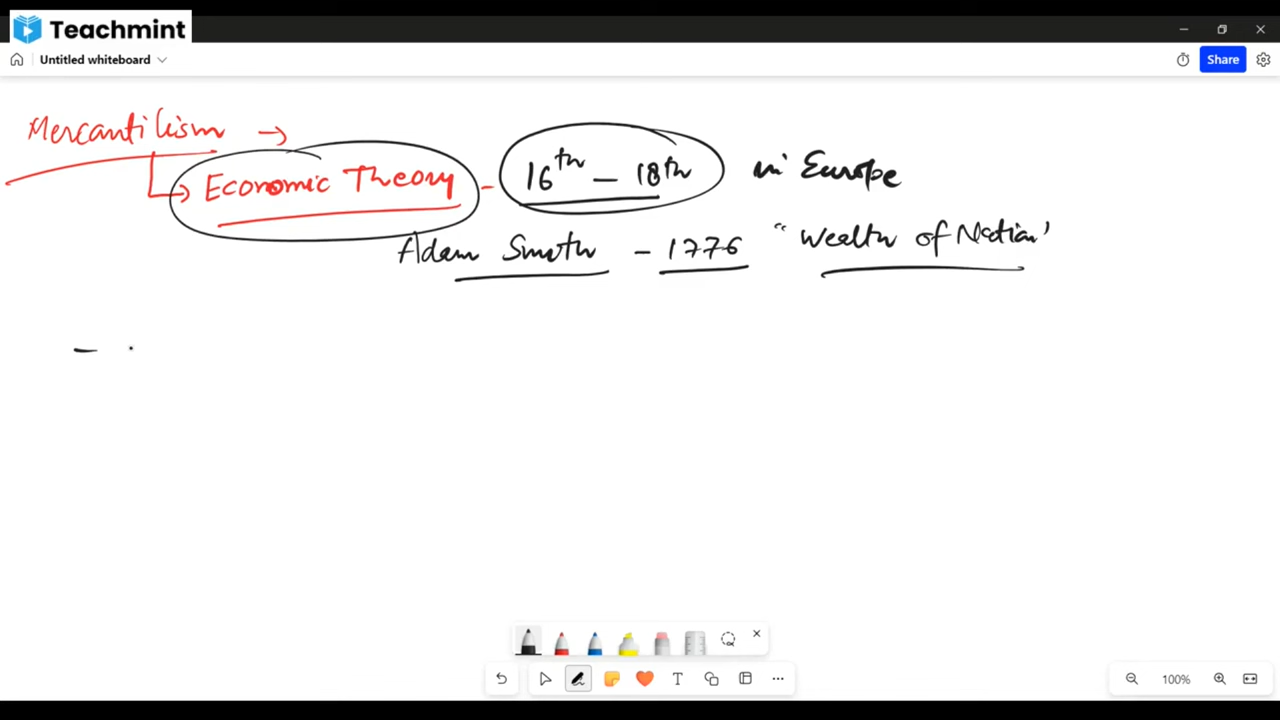 Teachmint
Untitled whiteboard
Share
Mercantilism →
Economic Theory - 16th - 18th in Europe
Adam Smith - 1776 "Wealth of Nation'
-
T
100%